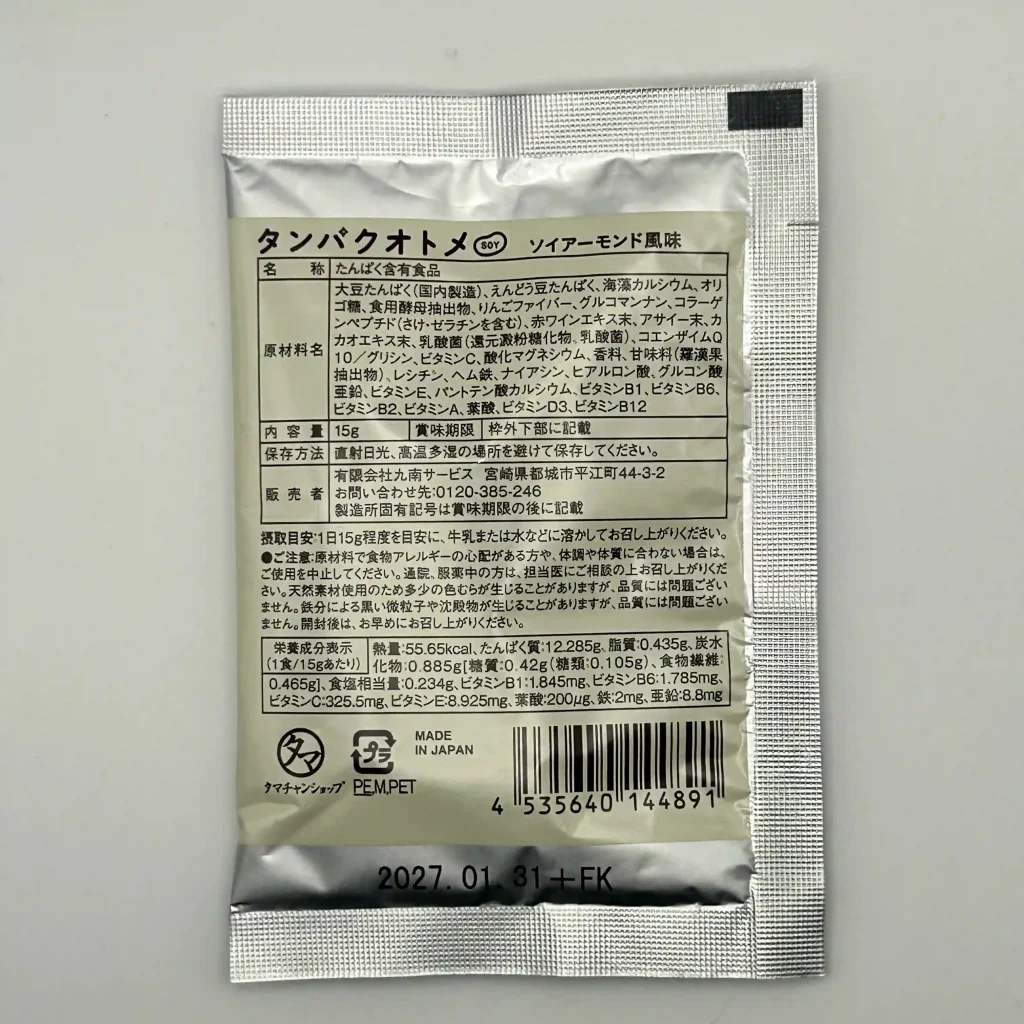 タンパクオトメ SOY ソイアーモンド風味
名称 たんぱく含有食品
原材料名
大豆たんぱく(国内製造)、えんどう豆たんぱく、海藻カルシウム、オリ
ゴ糖、食用酵母抽出物、りんごファイバー、グルコマンナン、コラーゲ
ンペプチド(さけ・ゼラチンを含む)、赤ワインエキス末、アサイー末、カ
カオエキス末、乳酸菌(還元澱粉糖化物、乳酸菌)、コエンザイムQ
10/グリシン、ビタミンC、酸化マグネシウム、香料、甘味料(羅漢果
抽出物)、レシチン、ヘム鉄、ナイアシン、ヒアルロン酸、グルコン酸
亜鉛、ビタミンE、パントテン酸カルシウム、ビタミンB1、ビタミンB6、
ビタミンB2、ビタミンA、葉酸、ビタミンD3、ビタミンB12
内容量 15g 賞味期限 枠外下部に記載
保存方法 直射日光、高温多湿の場所を避けて保存してください。
販売者
有限会社九南サービス 宮崎県都城市平江町44-3-2
お問い合わせ先:0120-385-246
製造所固有記号は賞味期限の後に記載
摂取目安:1日15g程度を目安に、牛乳または水などに溶かしてお召し上がりください。
●ご注意:原材料で食物アレルギーの心配がある方や、体調や体質に合わない場合は、
ご使用を中止してください。通院、服薬中の方は、担当医にご相談の上お召し上がりくだ
さい。天然素材使用のため多少の色むらが生じることがありますが、品質には問題ござい
ません。鉄分による黒い微粒子や沈殿物が生じることがありますが、品質には問題ござい
ません。開封後は、お早めにお召し上がりください。
栄養成分表示
(1食/15gあたり)
熱量:55.65kcal、たんぱく質:12.285g、脂質:0.435g、炭水
化物:0.885g[糖質:0.42g(糖類:0.105g)、食物繊維:
0.465g]、食塩相当量:0.234g、ビタミンB1:1.845mg、ビタミンB6:1.785mg、
ビタミンC:325.5mg、ビタミンE:8.925mg、葉酸:200μg、鉄:2mg、亜鉛:8.8mg
タマ
タマチャンショップ
プラ
PE,M,PET
MADE
IN JAPAN
4 535640 144891
2027.01.31+FK